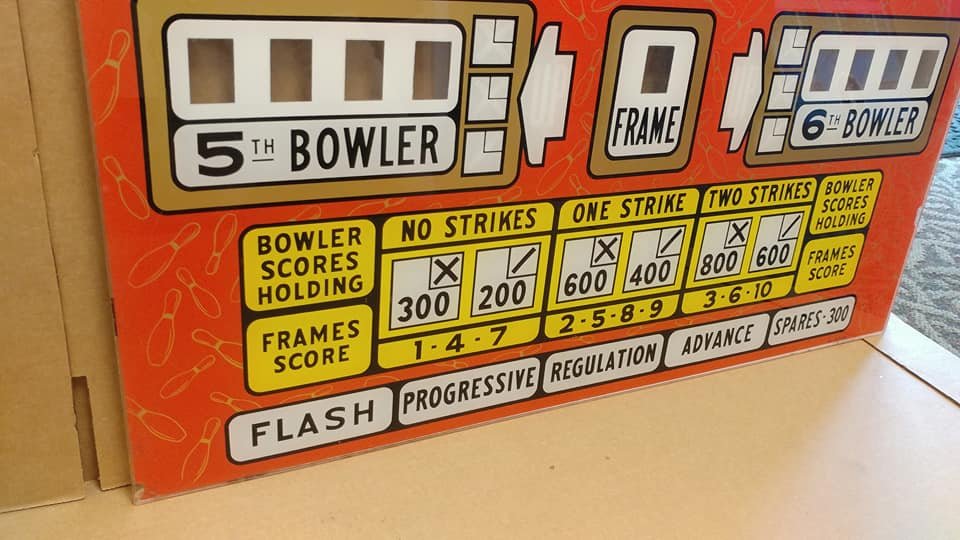 5TH BOWLER
FRAME
6TH BOWLER
BOWLER
SCORES
HOLDING
NO STRIKES
ONE STRIKE
TWO STRIKES
BOWLER
SCORES
HOLDING
X 300
/ 200
X 600
/ 400
X 800
/ 600
FRAMES
SCORE
1-4-7
2-5-8-9
3-6-10
FRAMES
SCORE
FLASH
PROGRESSIVE
REGULATION
ADVANCE
SPARES-300